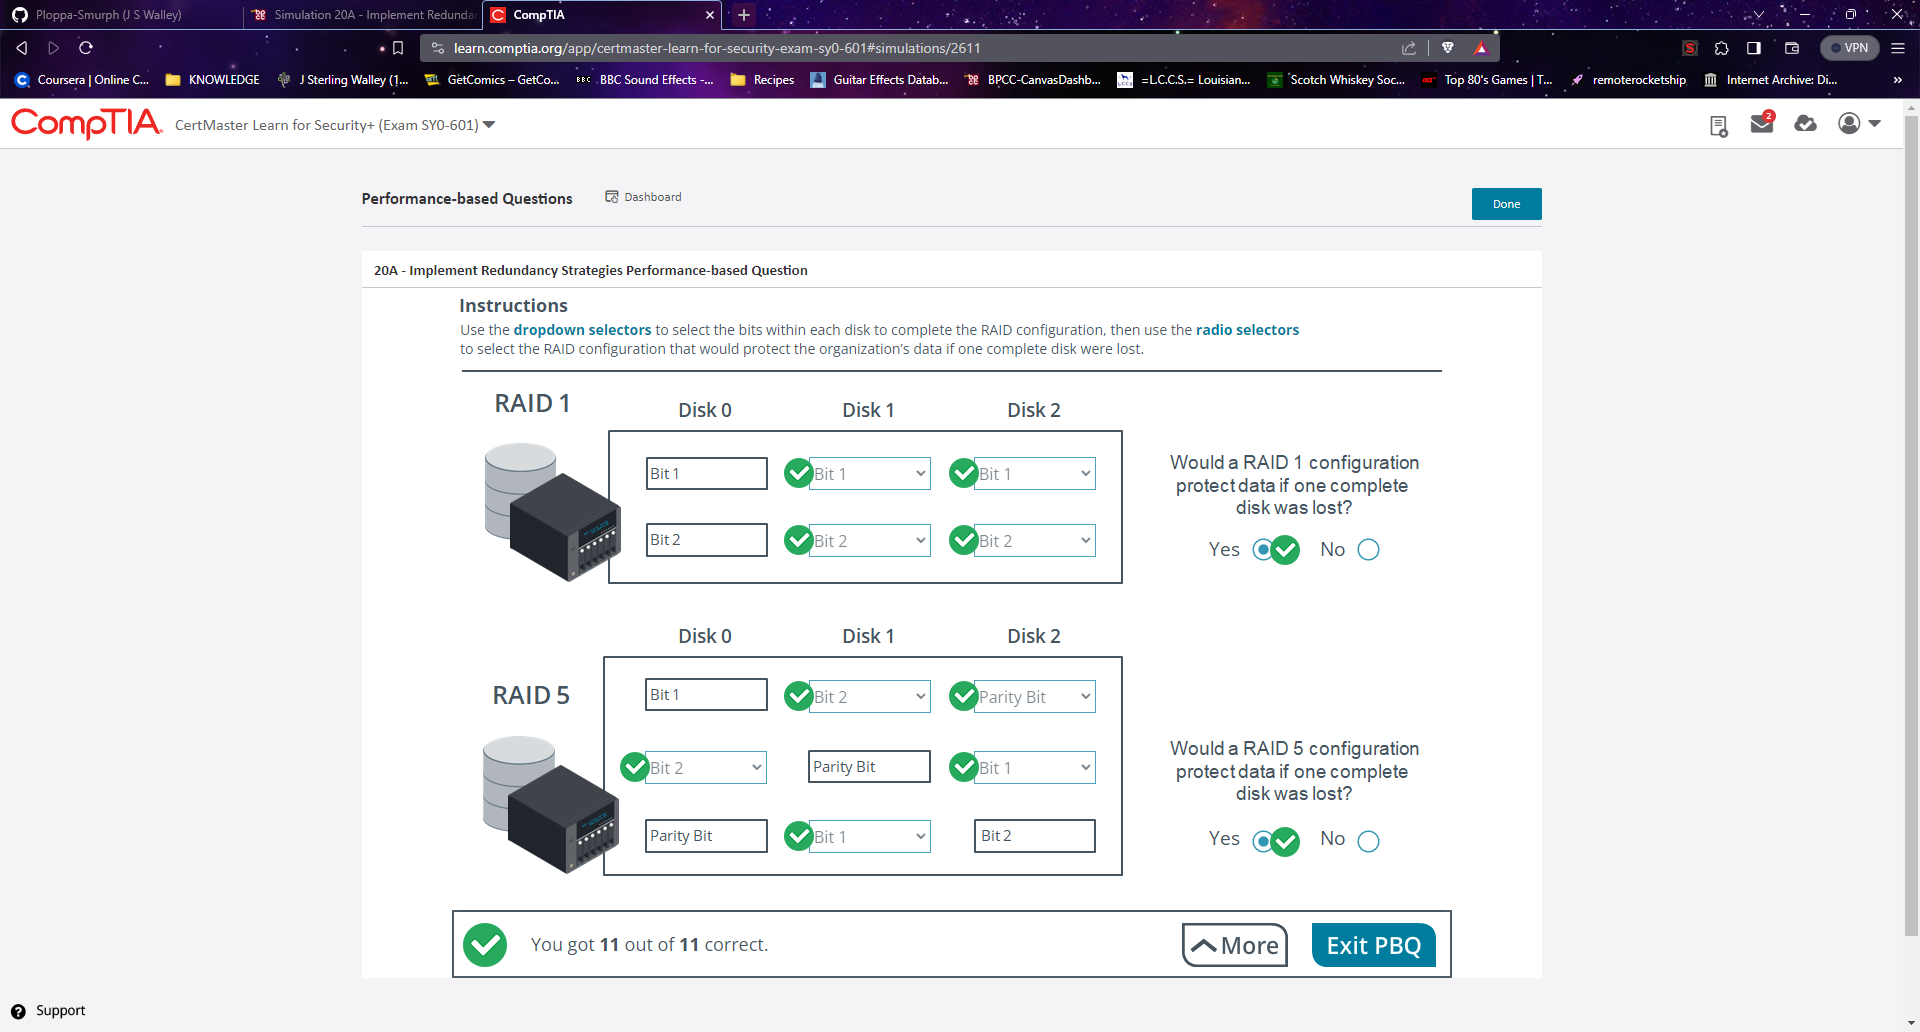 Ploppa-Smurph (J S Walley)
Simulation 20A - Implement Redunda
CompTIA
learn.comptia.org/app/certmaster-learn-for-security-exam-sy0-601#simulations/2611
VPN
Coursera | Online C...
KNOWLEDGE
J Sterling Walley (1...
GetComics – GetCo...
BBC Sound Effects -...
Recipes
Guitar Effects Datab...
BPCC-CanvasDashb...
=L.C.C.S.= Louisian...
Scotch Whiskey Soc...
Top 80's Games | T...
remoterocketship
Internet Archive: Di...
»
CompTIA.
CertMaster Learn for Security+ (Exam SY0-601)
2
Performance-based Questions
Dashboard
Done
20A - Implement Redundancy Strategies Performance-based Question
Instructions
Use the dropdown selectors to select the bits within each disk to complete the RAID configuration, then use the radio selectors
to select the RAID configuration that would protect the organization's data if one complete disk were lost.
RAID 1
Disk 0 Disk 1 Disk 2
Bit 1 Bit 1 Bit 1
Bit 2 Bit 2 Bit 2
Would a RAID 1 configuration
protect data if one complete
disk was lost?
Yes No
Disk 0 Disk 1 Disk 2
RAID 5
Bit 1 Bit 2 Parity Bit
Bit 2 Parity Bit Bit 1
Parity Bit Bit 1 Bit 2
Would a RAID 5 configuration
protect data if one complete
disk was lost?
Yes No
You got 11 out of 11 correct.
More
Exit PBQ
Support